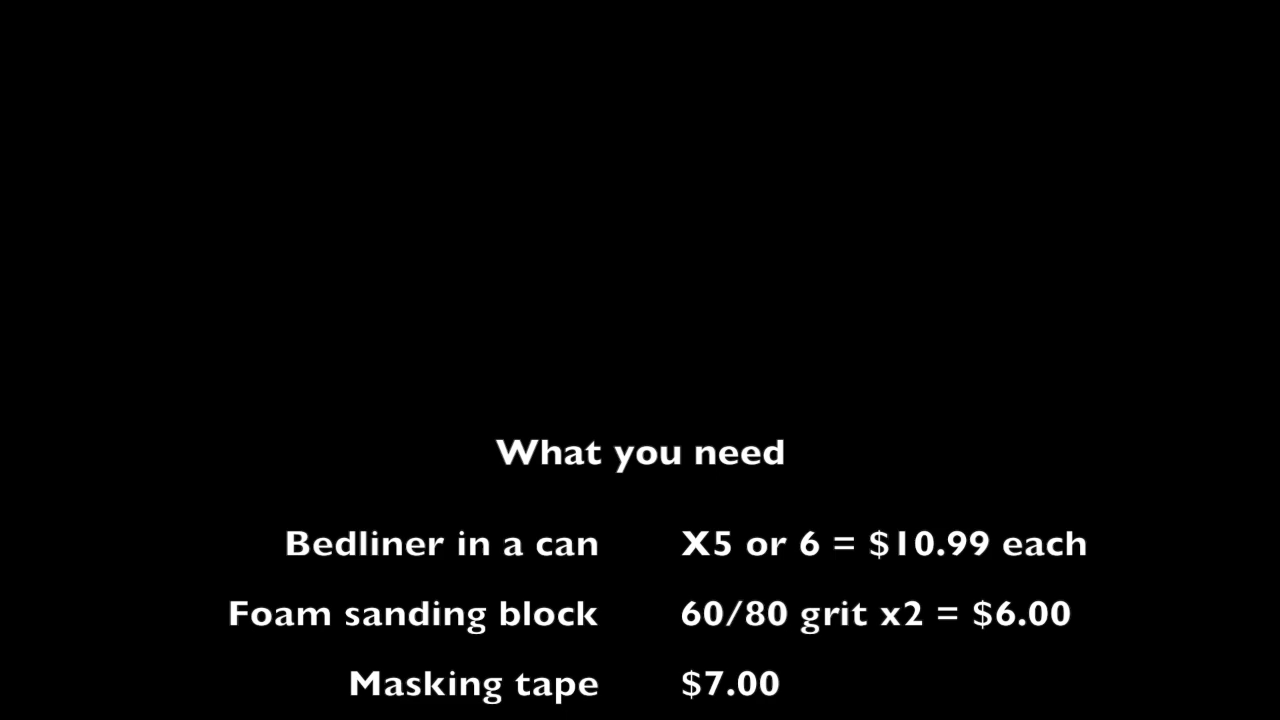 What you need
Bedliner in a can X5 or 6 = $10.99 each
Foam sanding block 60/80 grit x2 = $6.00
Masking tape $7.00